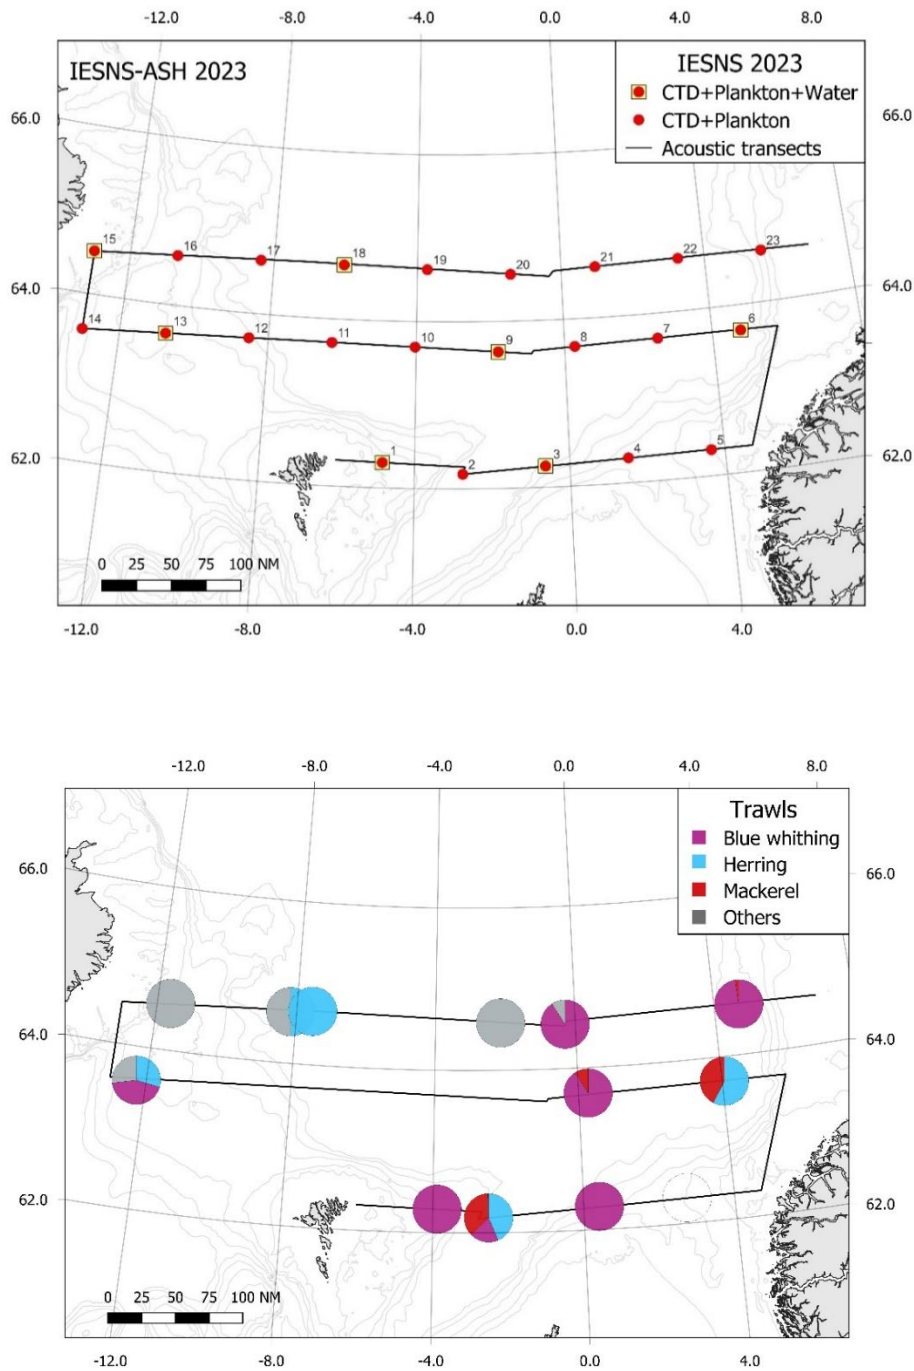 -12.0 -8.0 -4.0 0.0 4.0 8.0
IESNS-ASH 2023
IESNS 2023
CTD+Plankton+Water
CTD+Plankton
Acoustic transects
66.0 66.0
15 16 17 18 19 20 21 22 23
64.0 64.0
14 13 12 11 10 9 8 7 6
62.0 62.0
1 2 3 4 5
0 25 50 75 100 NM
-12.0 -8.0 -4.0 0.0 4.0
-12.0 -8.0 -4.0 0.0 4.0 8.0
Trawls
Blue whithing
Herring
Mackerel
Others
66.0 66.0
64.0 64.0
62.0 62.0
0 25 50 75 100 NM
-12.0 -8.0 -4.0 0.0 4.0